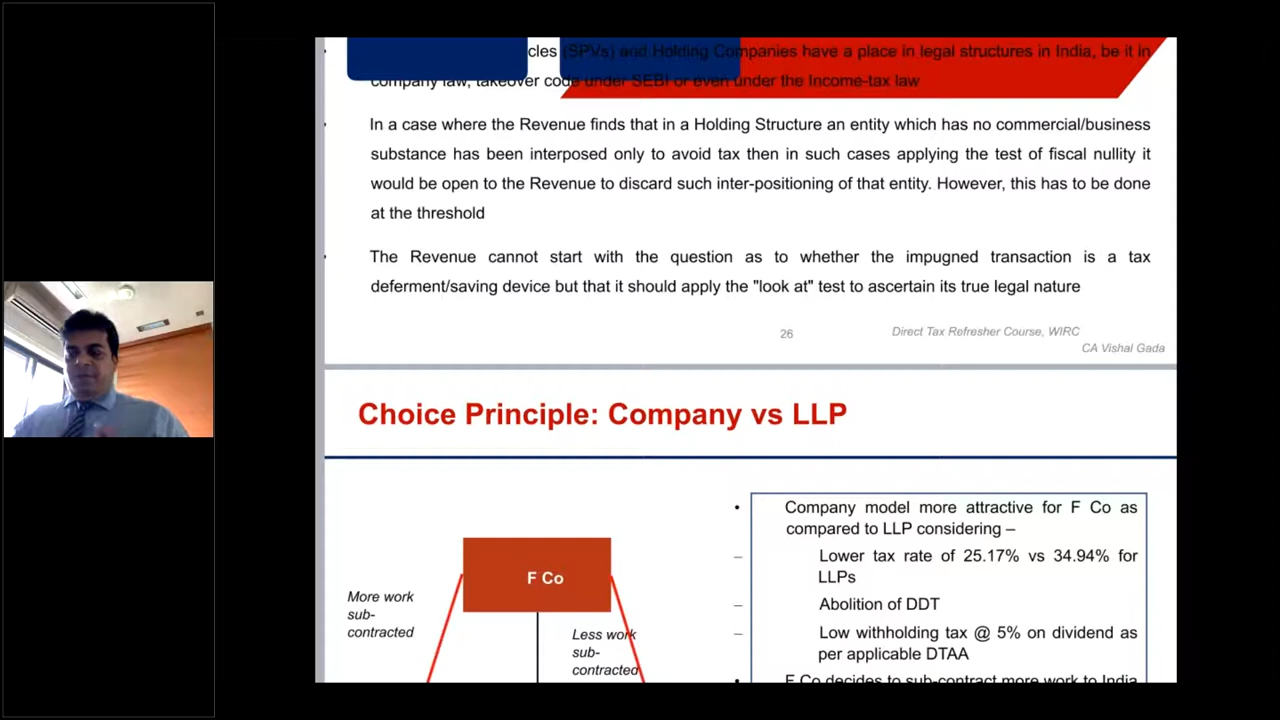 cles (SPVs) and Holding Companies have a place in legal structures in India, be it in
company law, takeover code under SEBI or even under the Income-tax law
In a case where the Revenue finds that in a Holding Structure an entity which has no commercial/business
substance has been interposed only to avoid tax then in such cases applying the test of fiscal nullity it
would be open to the Revenue to discard such inter-positioning of that entity. However, this has to be done
at the threshold
The Revenue cannot start with the question as to whether the impugned transaction is a tax
deferment/saving device but that it should apply the "look at" test to ascertain its true legal nature
26
Direct Tax Refresher Course, WIRC
CA Vishal Gada
Choice Principle: Company vs LLP
F Co
More work
sub-
contracted
Less work
sub-
contracted
• Company model more attractive for F Co as
compared to LLP considering –
– Lower tax rate of 25.17% vs 34.94% for
LLPs
– Abolition of DDT
– Low withholding tax @ 5% on dividend as
per applicable DTAA
• F Co decides to sub-contract more work to India